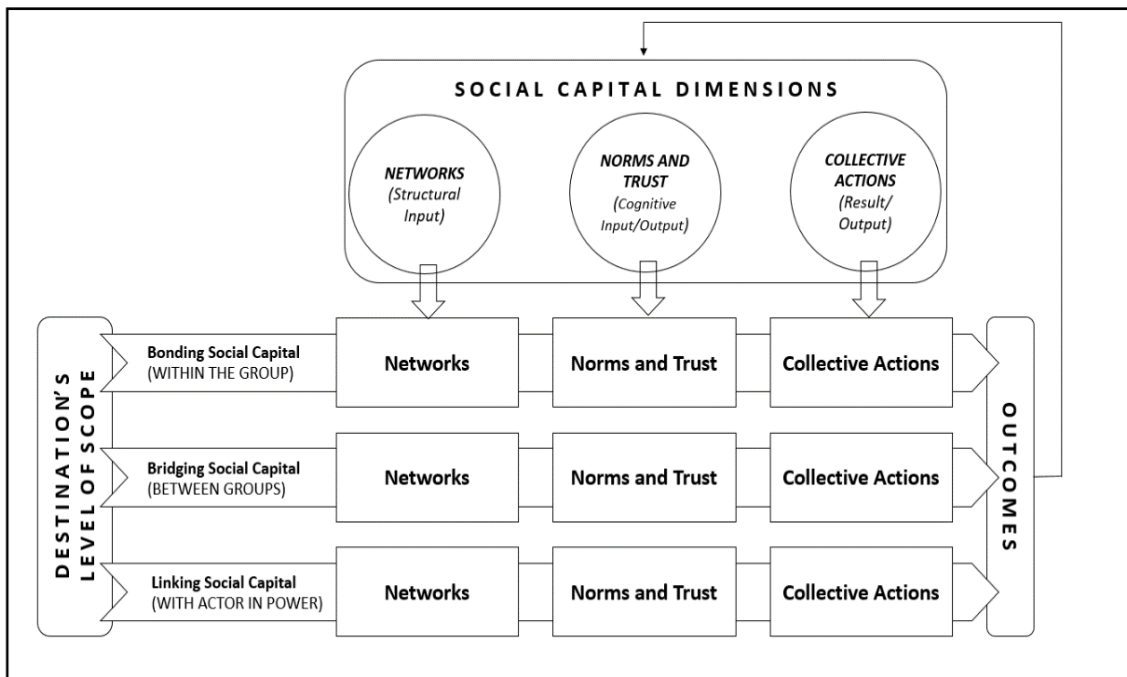 SOCIAL CAPITAL DIMENSIONS
NETWORKS
(Structural
Input)
NORMS AND
TRUST
(Cognitive
Input/Output)
COLLECTIVE
ACTIONS
(Result/
Output)
DESTINATION'S
LEVEL OF SCOPE
Bonding Social Capital
(WITHIN THE GROUP)
Networks
Norms and Trust
Collective Actions
Bridging Social Capital
(BETWEEN GROUPS)
Networks
Norms and Trust
Collective Actions
Linking Social Capital
(WITH ACTOR IN POWER)
Networks
Norms and Trust
Collective Actions
OUTCOMES